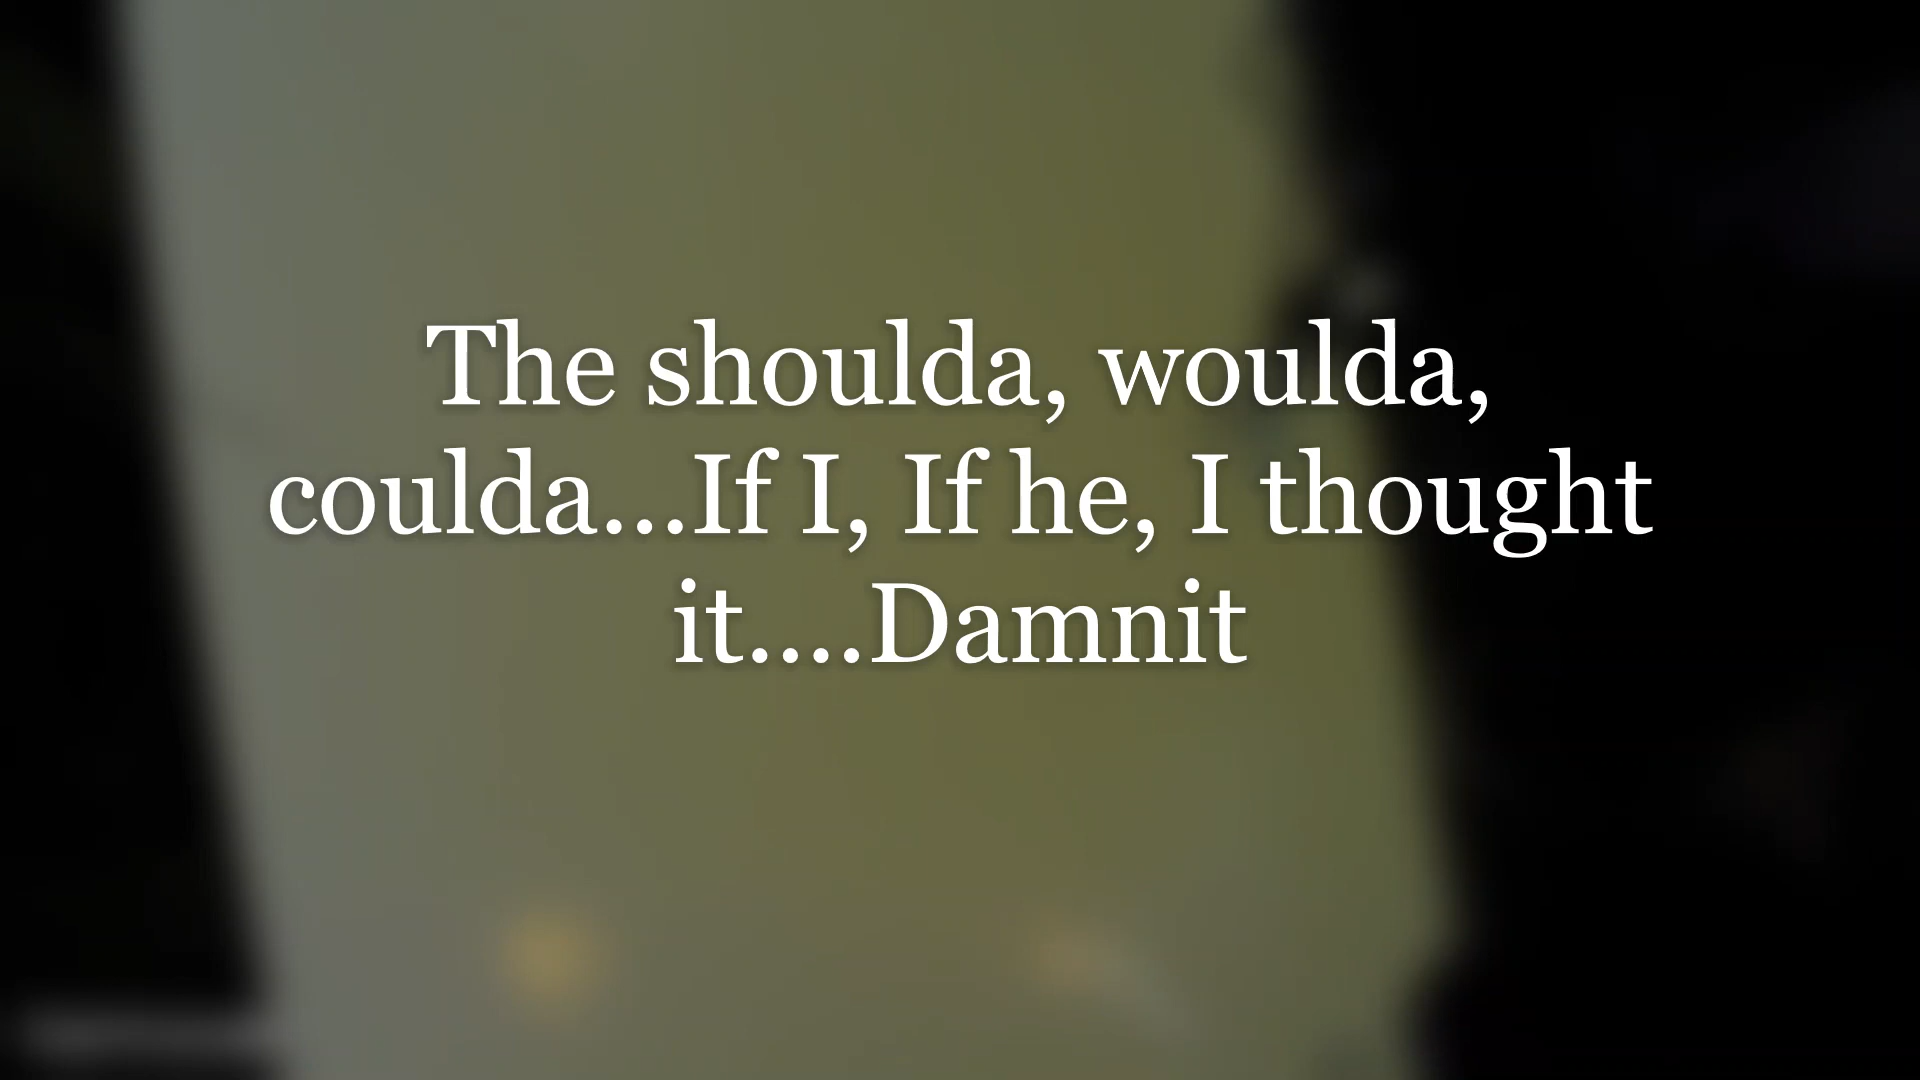 The shoulda, woulda,
coulda...If I, If he, I thought
it....Damnit